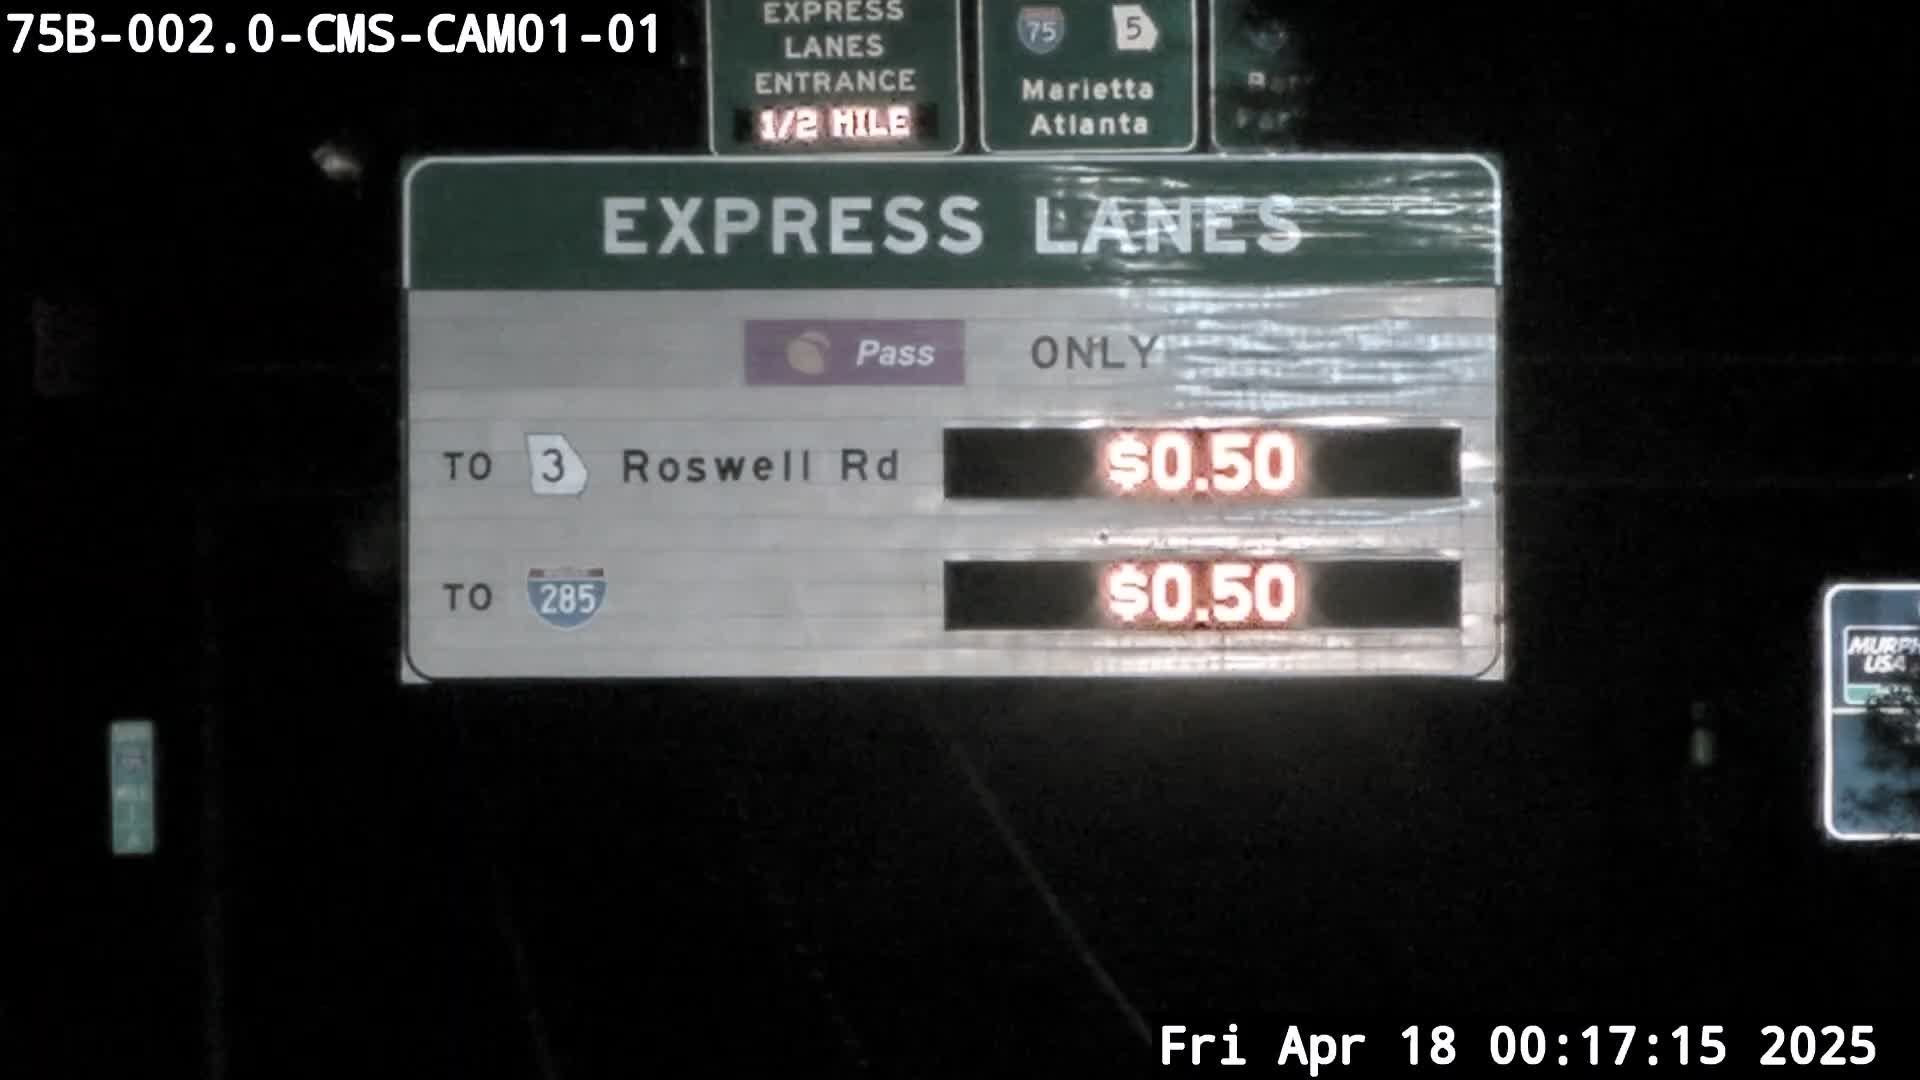 75B-002.0-CMS-CAM01-01
EXPRESS
LANES
ENTRANCE
1/2 MILE
75 5
Marietta
Atlanta
EXPRESS LANES
Pass ONLY
TO 3 Roswell Rd $0.50
TO 285 $0.50
USA
Fri Apr 18 00:17:15 2025